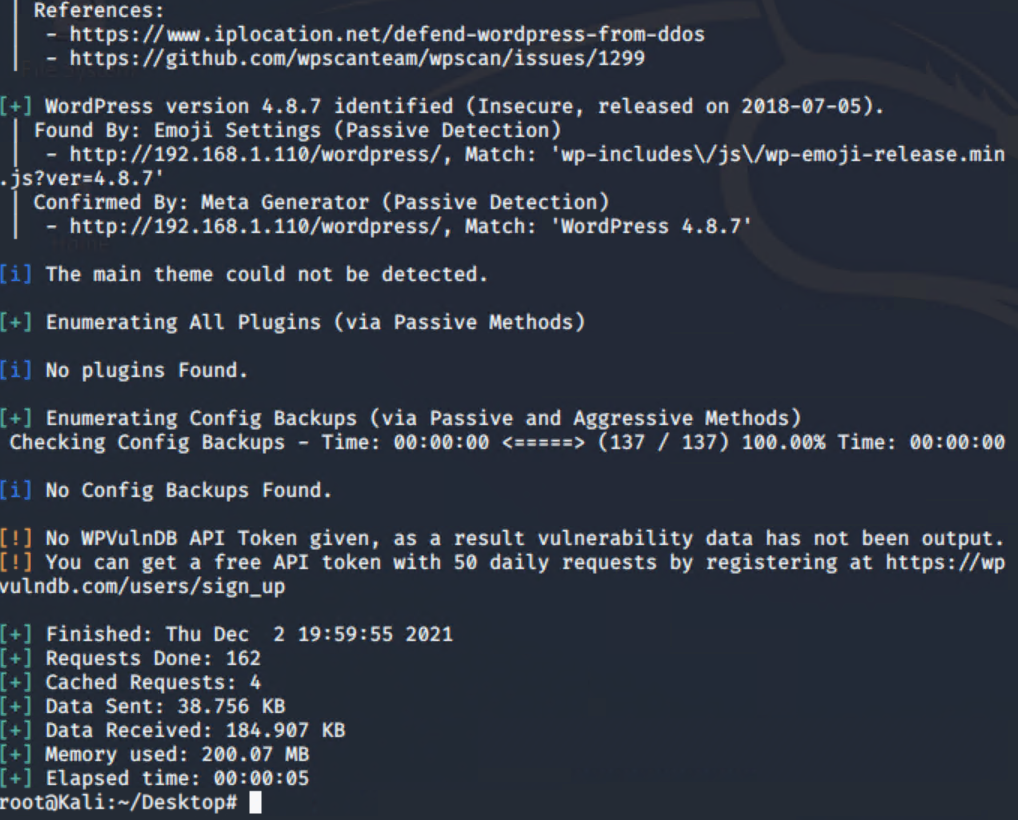 | References:
|  - https://www.iplocation.net/defend-wordpress-from-ddos
|  - https://github.com/wpscanteam/wpscan/issues/1299
[+] WordPress version 4.8.7 identified (Insecure, released on 2018-07-05).
| Found By: Emoji Settings (Passive Detection)
|  - http://192.168.1.110/wordpress/, Match: 'wp-includes\/js\/wp-emoji-release.min
.js?ver=4.8.7'
| Confirmed By: Meta Generator (Passive Detection)
|  - http://192.168.1.110/wordpress/, Match: 'WordPress 4.8.7'
[i] The main theme could not be detected.
[+] Enumerating All Plugins (via Passive Methods)
[i] No plugins Found.
[+] Enumerating Config Backups (via Passive and Aggressive Methods)
Checking Config Backups - Time: 00:00:00 <=====> (137 / 137) 100.00% Time: 00:00:00
[i] No Config Backups Found.
[!] No WPVulnDB API Token given, as a result vulnerability data has not been output.
[!] You can get a free API token with 50 daily requests by registering at https://wp
vulndb.com/users/sign_up
[+] Finished: Thu Dec  2 19:59:55 2021
[+] Requests Done: 162
[+] Cached Requests: 4
[+] Data Sent: 38.756 KB
[+] Data Received: 184.907 KB
[+] Memory used: 200.07 MB
[+] Elapsed time: 00:00:05
root@Kali:~/Desktop#